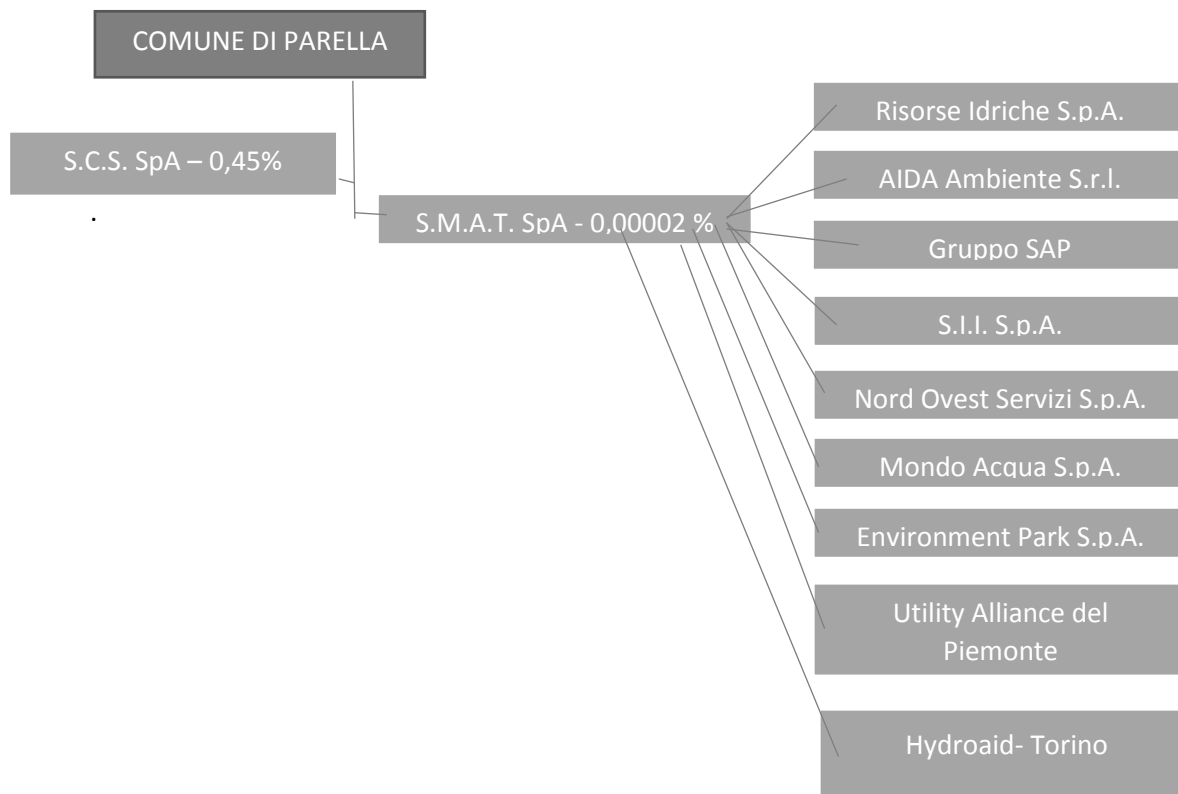 COMUNE DI PARELLA
S.C.S. SpA – 0,45%
.
S.M.A.T. SpA - 0,00002 %
Risorse Idriche S.p.A.
AIDA Ambiente S.r.l.
Gruppo SAP
S.I.I. S.p.A.
Nord Ovest Servizi S.p.A.
Mondo Acqua S.p.A.
Environment Park S.p.A.
Utility Alliance del
Piemonte
Hydroaid- Torino